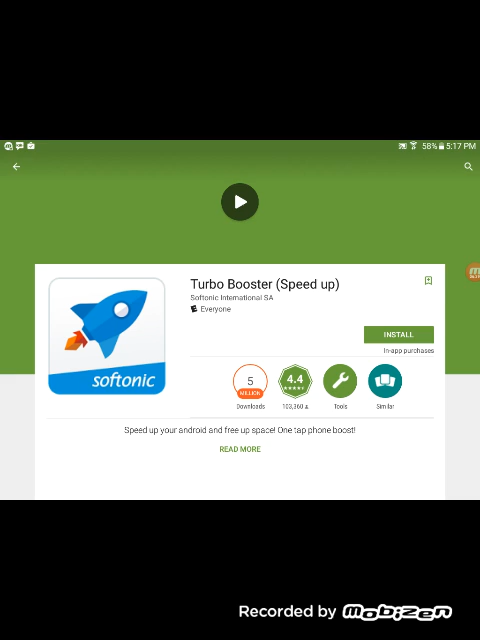 58% 5:17 PM
Turbo Booster (Speed up)
Softonic International SA
Everyone
INSTALL
In-app purchases
softonic
5
MILLION
4.4
Downloads
103,360
Tools
Similar
Speed up your android and free up space! One tap phone boost!
READ MORE
Recorded by Mobizen